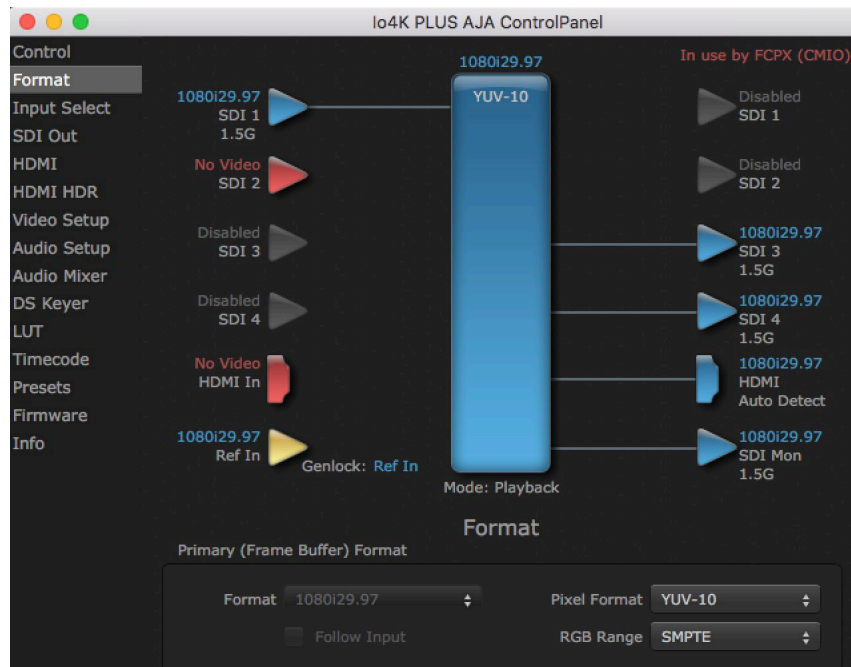 Io4K PLUS AJA ControlPanel
Control
Format
Input Select
SDI Out
HDMI
HDMI HDR
Video Setup
Audio Setup
Audio Mixer
DS Keyer
LUT
Timecode
Presets
Firmware
Info
1080i29.97
In use by FCPX (CMIO)
YUV-10
1080i29.97
SDI 1
1.5G
No Video
SDI 2
Disabled
SDI 3
Disabled
SDI 4
No Video
HDMI In
1080i29.97
Ref In
Genlock: Ref In
Mode: Playback
Disabled
SDI 1
Disabled
SDI 2
1080i29.97
SDI 3
1.5G
1080i29.97
SDI 4
1.5G
1080i29.97
HDMI
Auto Detect
1080i29.97
SDI Mon
1.5G
Format
Primary (Frame Buffer) Format
Format 1080i29.97
Pixel Format YUV-10
Follow Input
RGB Range SMPTE